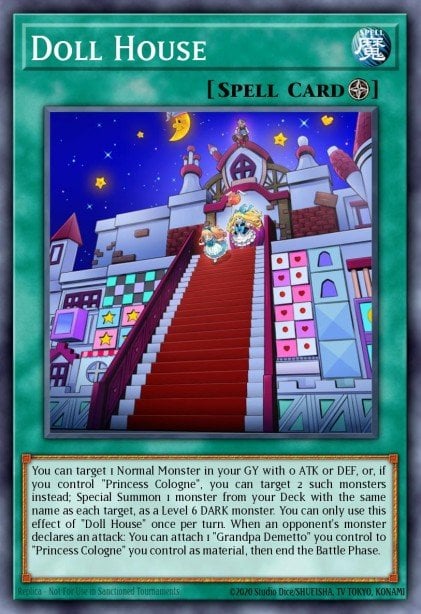 DOLL HOUSE
SPELL
魔
[SPELL CARD]
You can target 1 Normal Monster in your GY with 0 ATK or DEF, or, if
you control "Princess Cologne", you can target 2 such monsters
instead; Special Summon 1 monster from your Deck with the same
name as each target, as a Level 6 DARK monster. You can only use this
effect of "Doll House" once per turn. When an opponent's monster
declares an attack: You can attach 1 "Grandpa Demetto" you control to
"Princess Cologne" you control as material, then end the Battle Phase.
Replica - Not For Use in Sanctioned Tournaments
©2020 Studio Dice/SHUEISHA, TV TOKYO, KONAMI